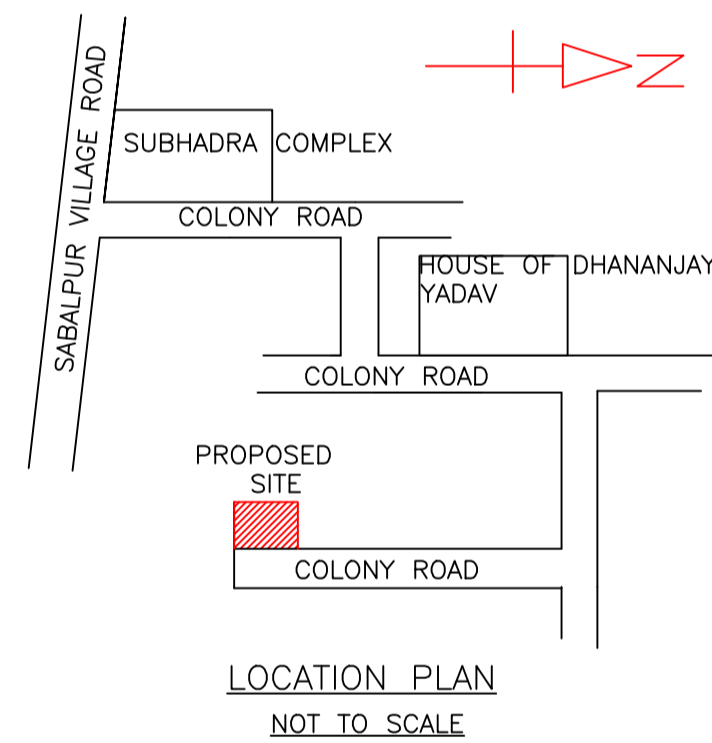 SABALPUR VILLAGE ROAD
N
SUBHADRA COMPLEX
COLONY ROAD
HOUSE OF DHANANJAY
YADAV
COLONY ROAD
PROPOSED
SITE
COLONY ROAD
LOCATION PLAN
NOT TO SCALE